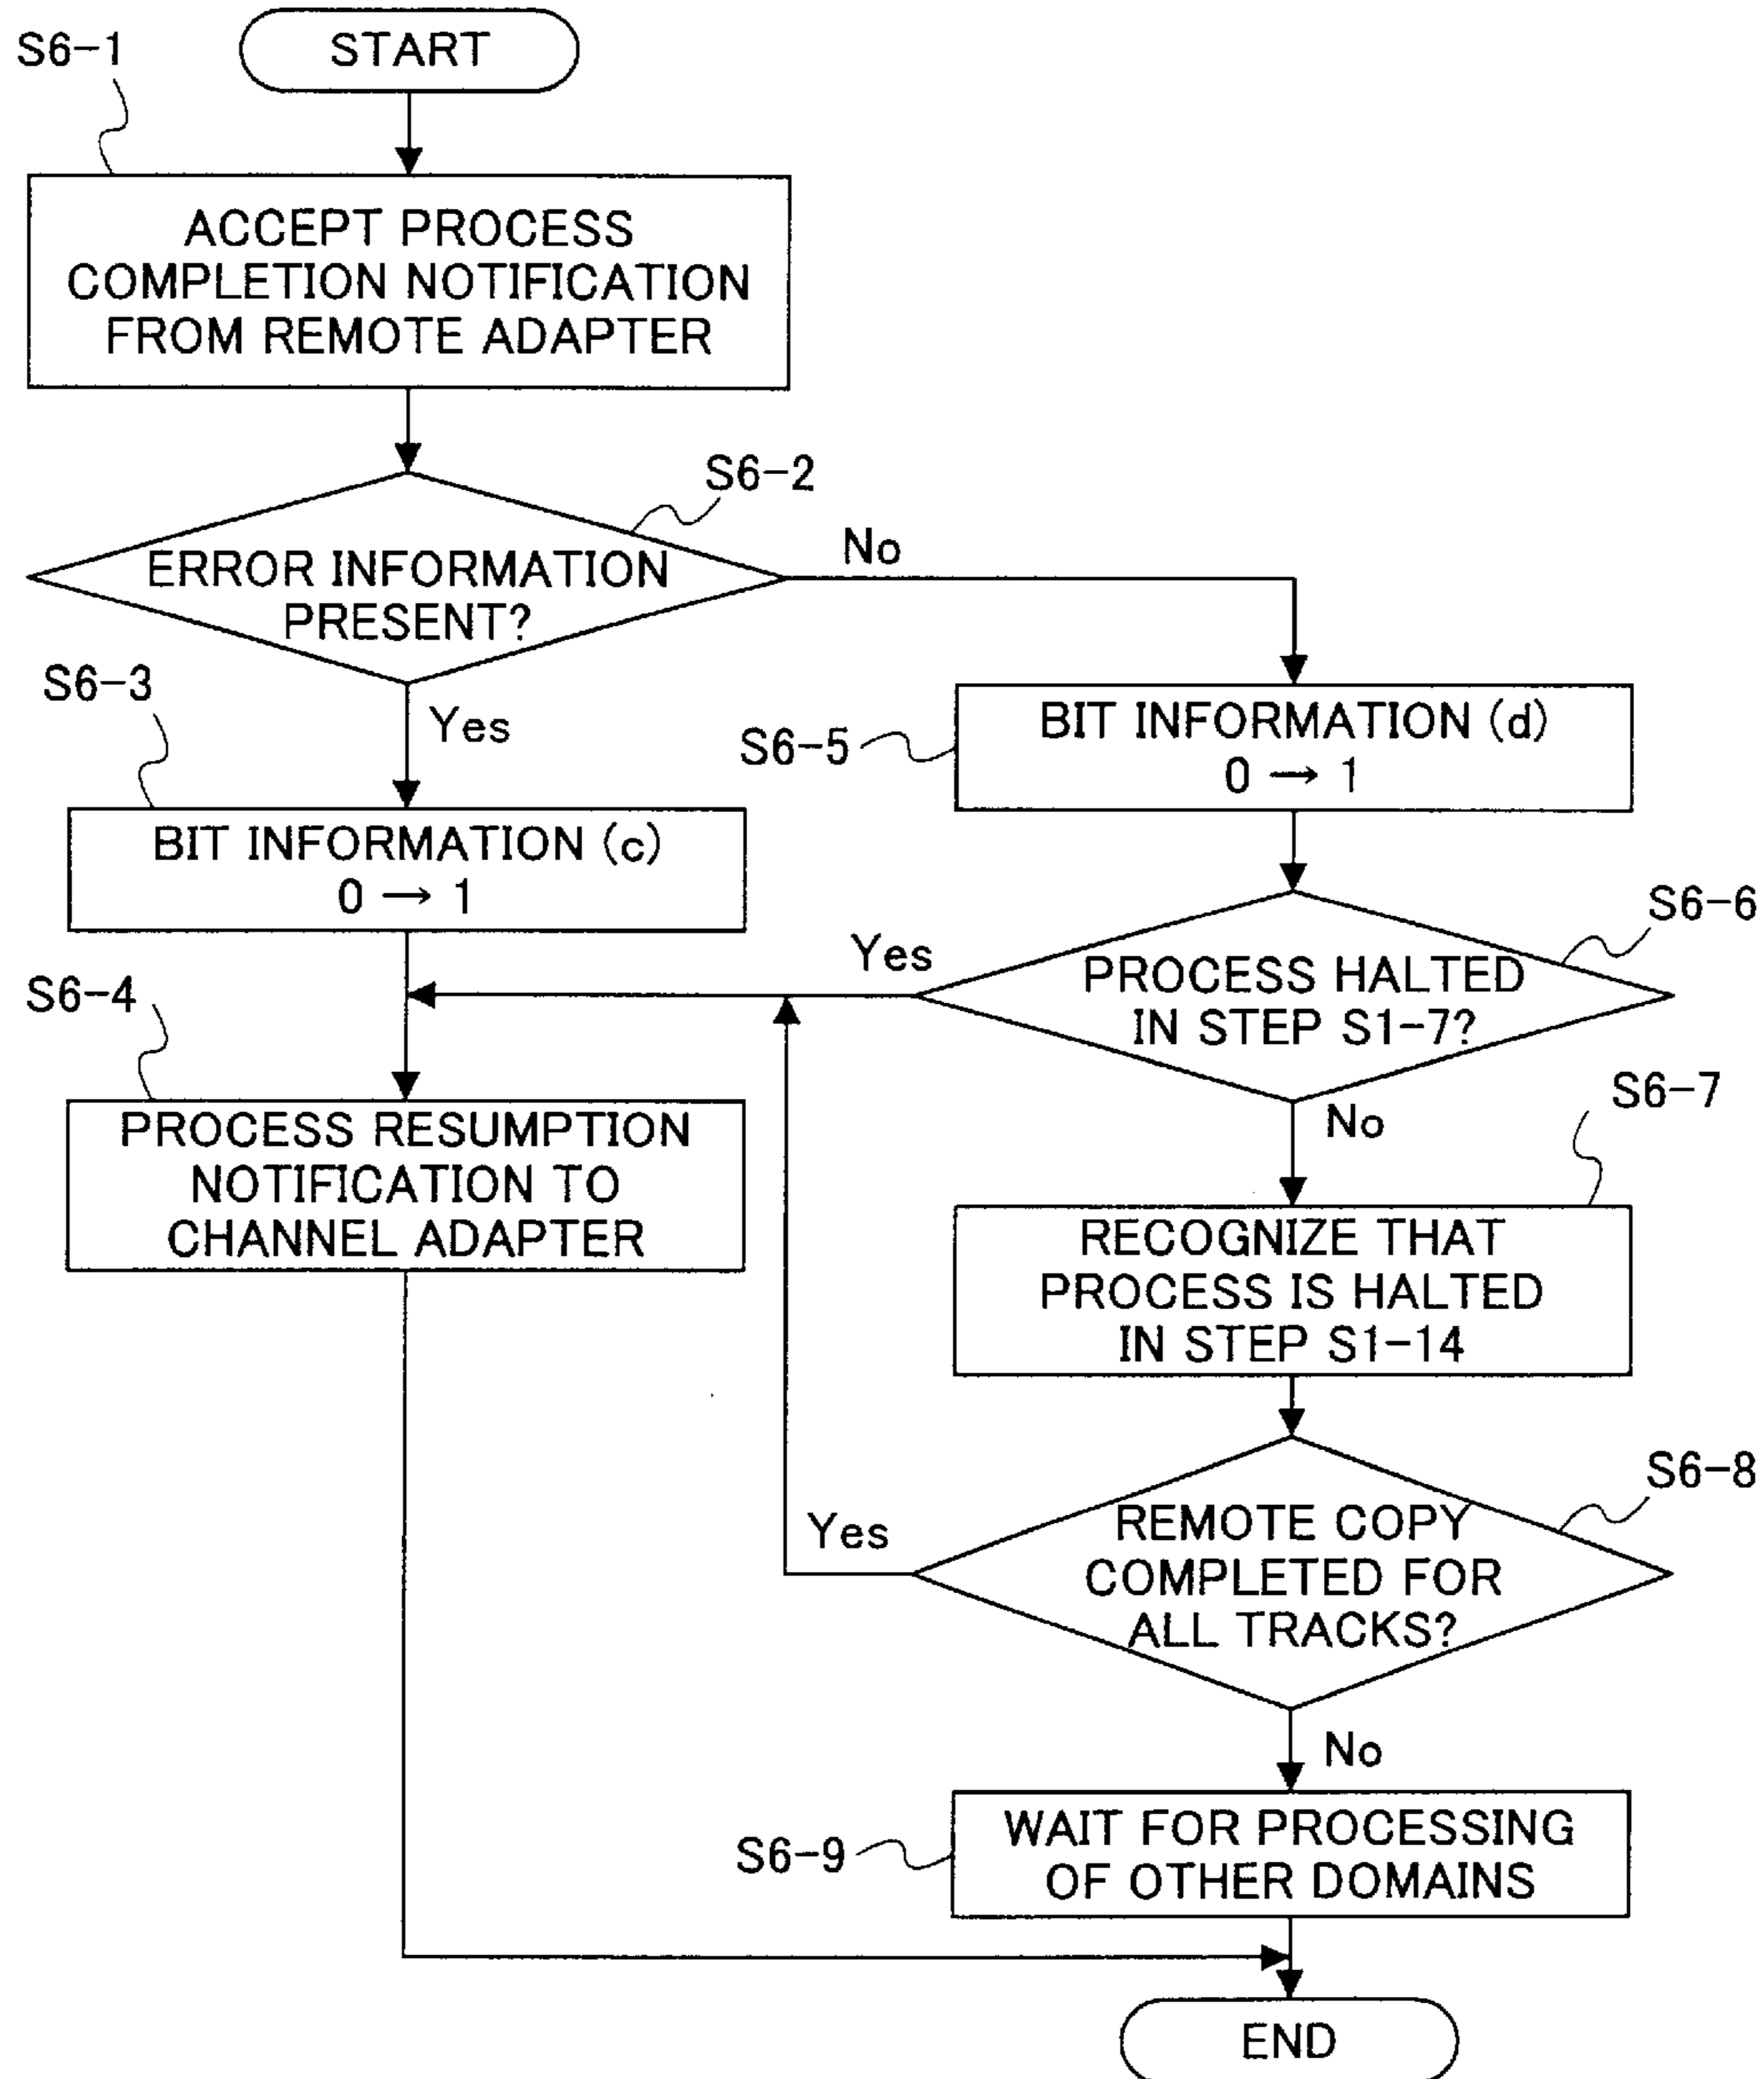 START
S6-1
ACCEPT PROCESS
COMPLETION NOTIFICATION
FROM REMOTE ADAPTER
S6-2
ERROR INFORMATION
PRESENT?
No
Yes
S6-3
BIT INFORMATION (c)
0 → 1
S6-5
BIT INFORMATION (d)
0 → 1
S6-6
PROCESS HALTED
IN STEP S1-7?
Yes
No
S6-4
PROCESS RESUMPTION
NOTIFICATION TO
CHANNEL ADAPTER
S6-7
RECOGNIZE THAT
PROCESS IS HALTED
IN STEP S1-14
S6-8
REMOTE COPY
COMPLETED FOR
ALL TRACKS?
Yes
No
S6-9
WAIT FOR PROCESSING
OF OTHER DOMAINS
END